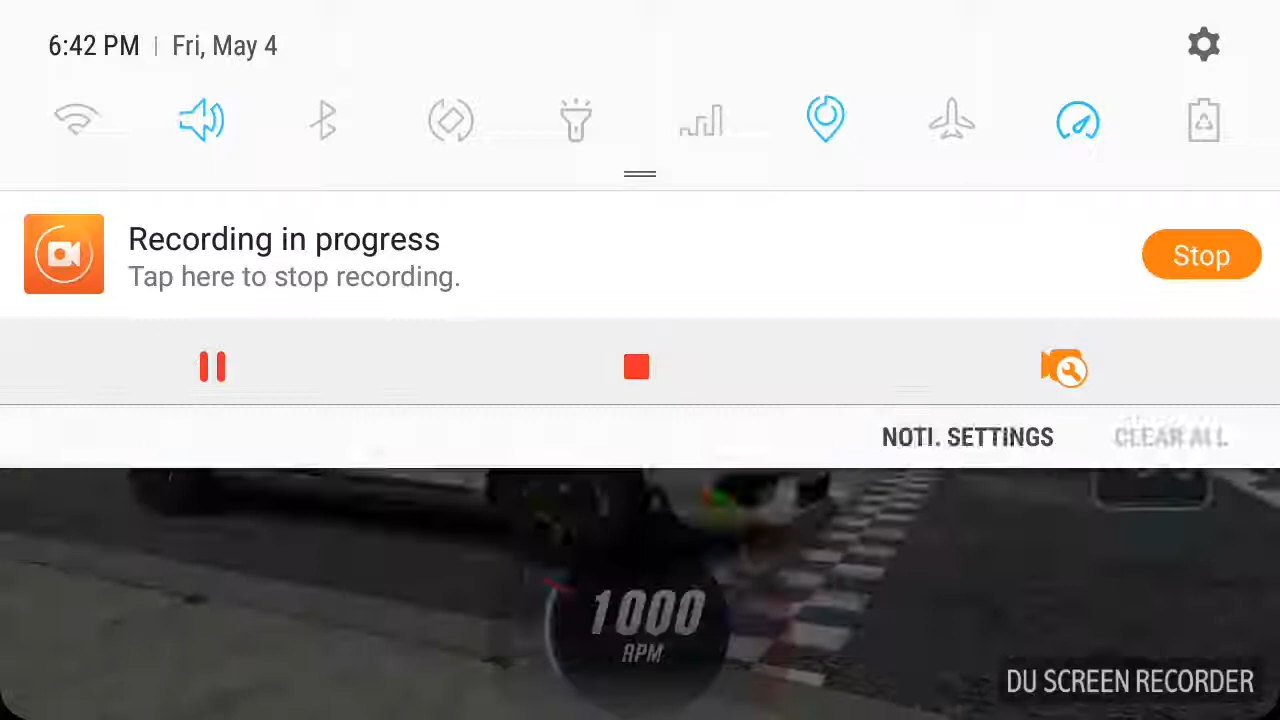 6:42 PM | Fri, May 4
Recording in progress
Tap here to stop recording.
Stop
NOTI. SETTINGS
CLEAR ALL
1000
RPM
DU SCREEN RECORDER